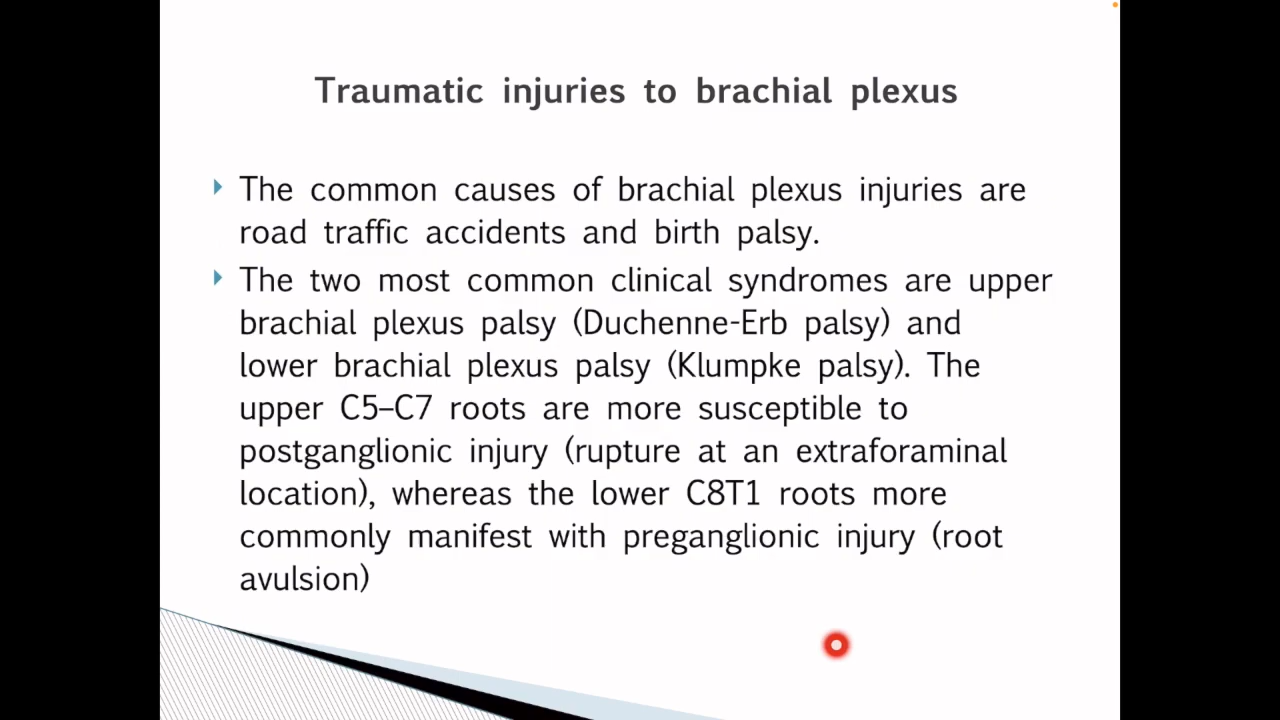 Traumatic injuries to brachial plexus
The common causes of brachial plexus injuries are
road traffic accidents and birth palsy.
The two most common clinical syndromes are upper
brachial plexus palsy (Duchenne-Erb palsy) and
lower brachial plexus palsy (Klumpke palsy). The
upper C5–C7 roots are more susceptible to
postganglionic injury (rupture at an extraforaminal
location), whereas the lower C8T1 roots more
commonly manifest with preganglionic injury (root
avulsion)